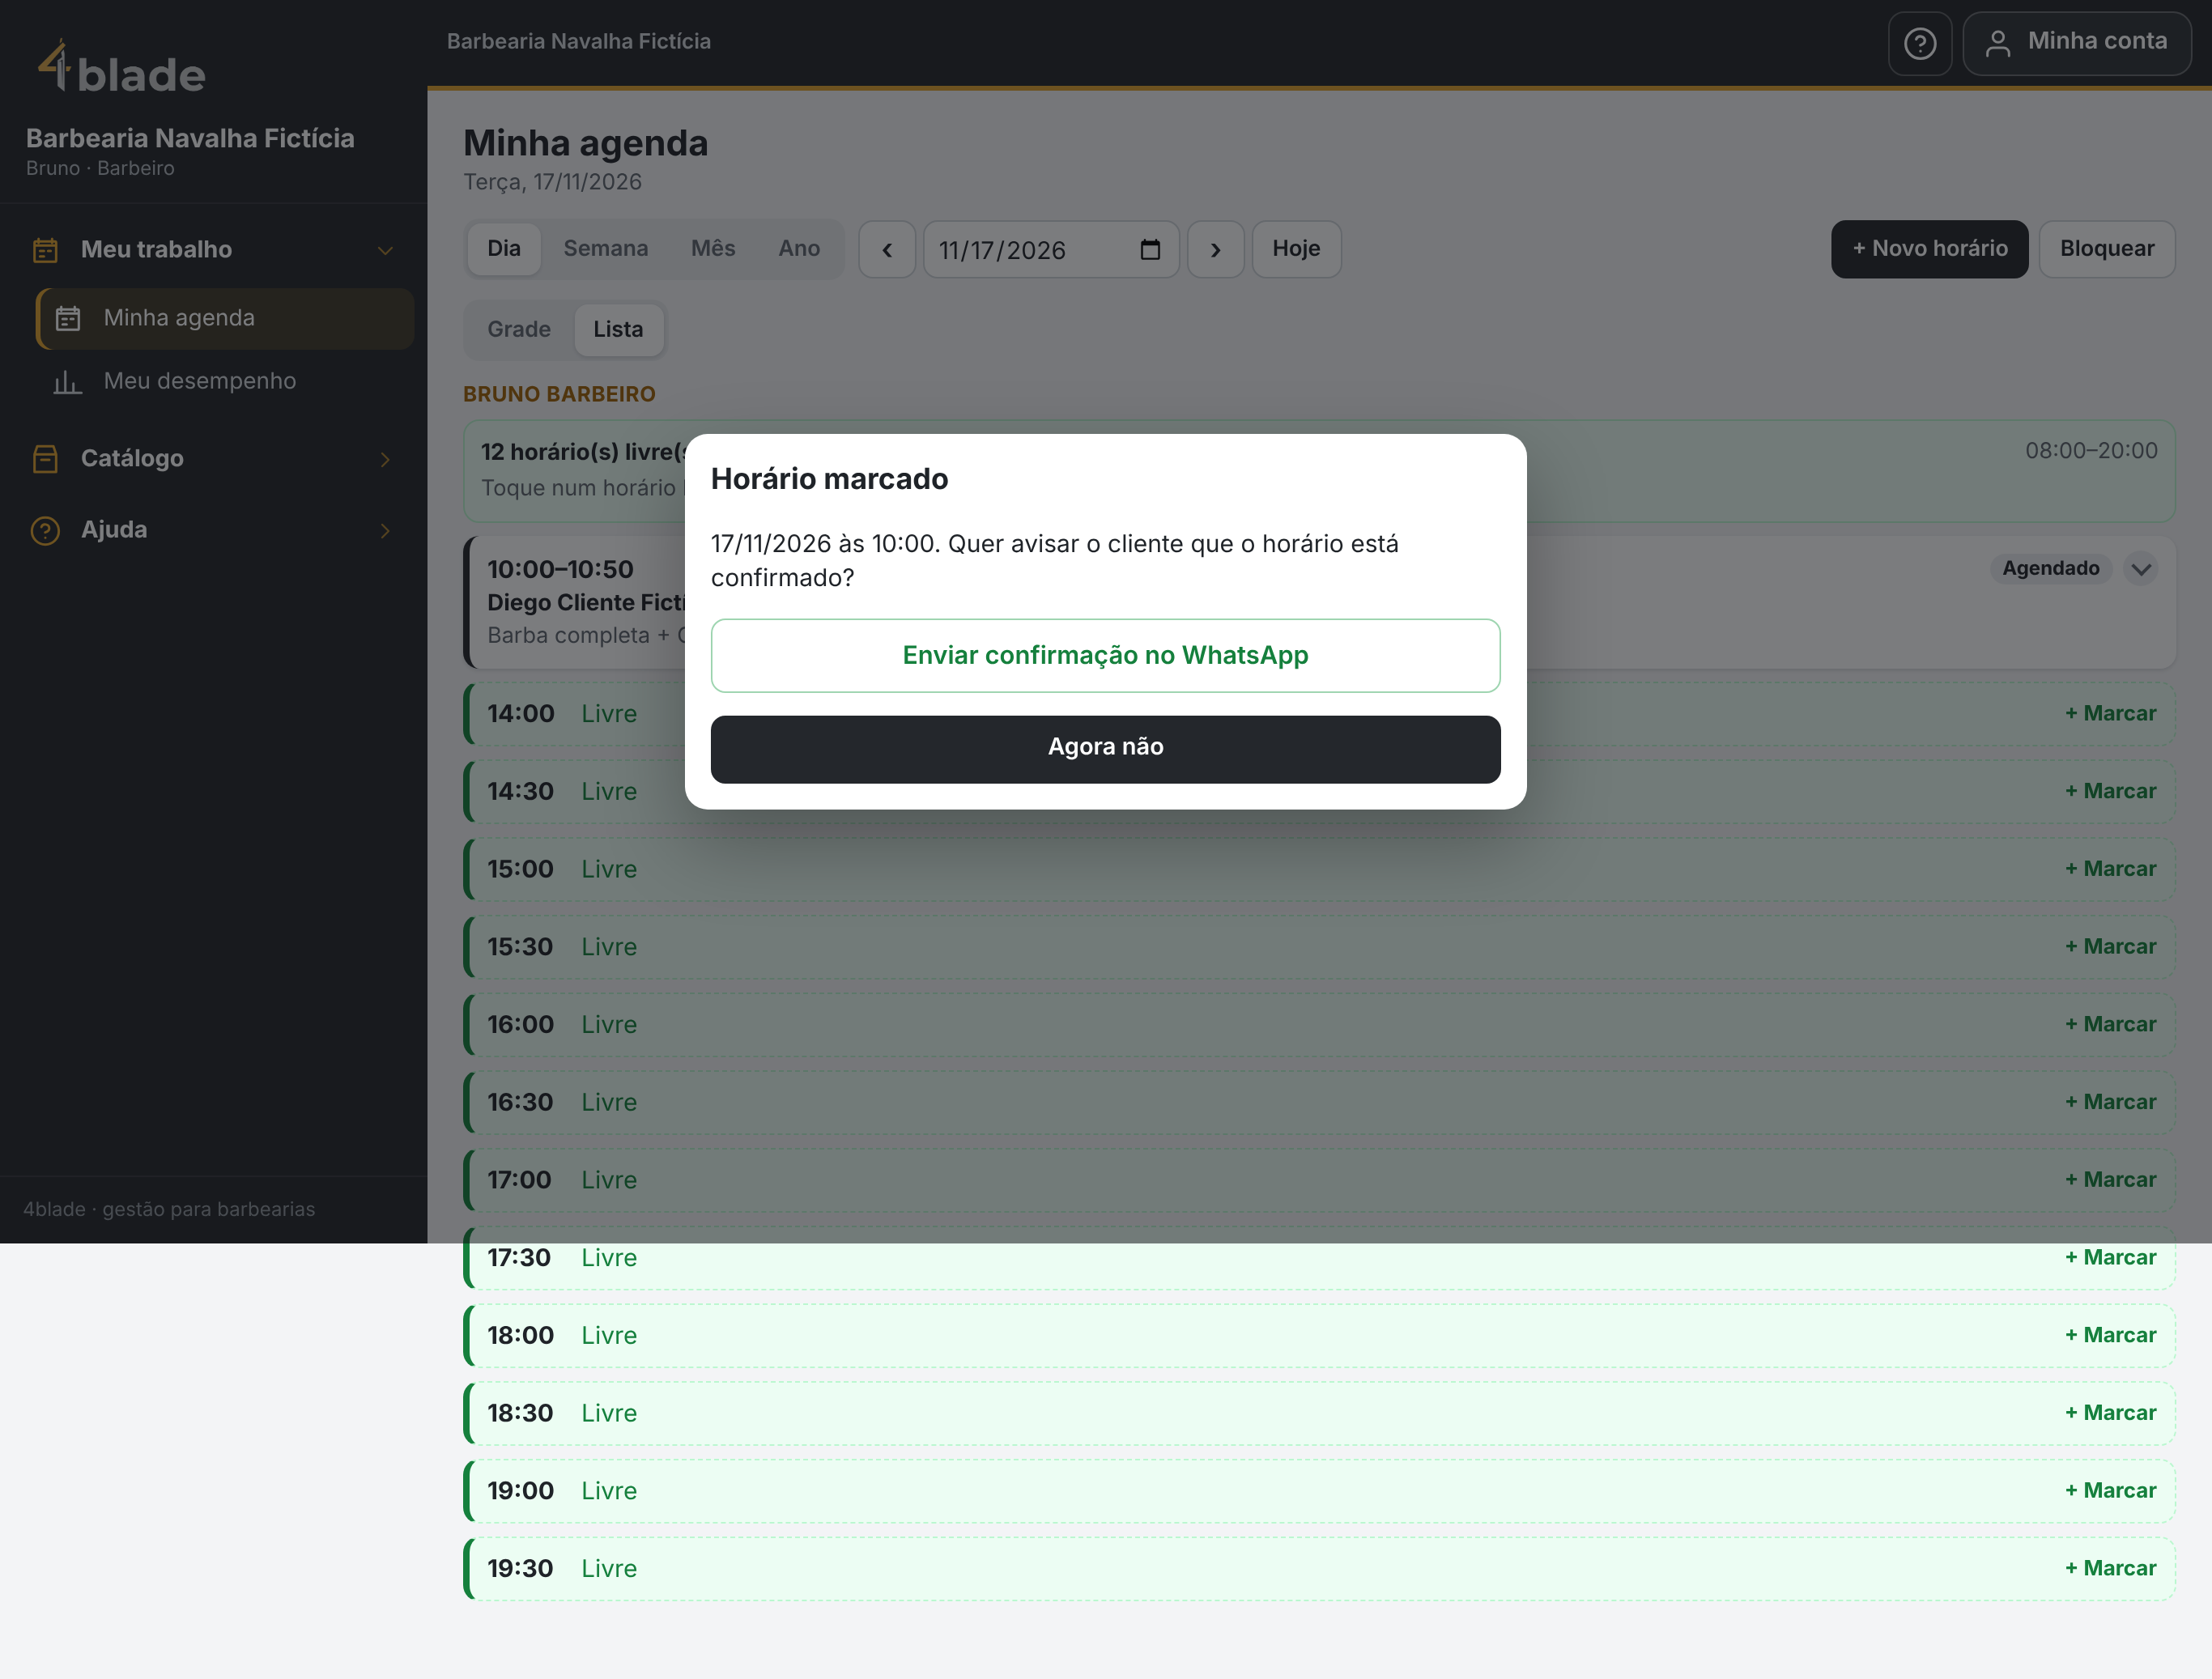 4blade
Barbearia Navalha Fictícia
Bruno · Barbeiro
Meu trabalho
Minha agenda
Meu desempenho
Catálogo
Ajuda
4blade · gestão para barbearias
Barbearia Navalha Fictícia
Minha conta
Minha agenda
Terça, 17/11/2026
Dia Semana Mês Ano
11/17/2026
Hoje
+ Novo horário
Bloquear
Grade Lista
BRUNO BARBEIRO
12 horário(s) 08:00–20:00
Toque num horário
10:00–10:50 Agendado
Diego Cliente
Barba completa +
Horário marcado
17/11/2026 às 10:00. Quer avisar o cliente que o horário está
confirmado?
Enviar confirmação no WhatsApp
Agora não
14:00 Livre + Marcar
14:30 Livre + Marcar
15:00 Livre + Marcar
15:30 Livre + Marcar
16:00 Livre + Marcar
16:30 Livre + Marcar
17:00 Livre + Marcar
17:30 Livre + Marcar
18:00 Livre + Marcar
18:30 Livre + Marcar
19:00 Livre + Marcar
19:30 Livre + Marcar